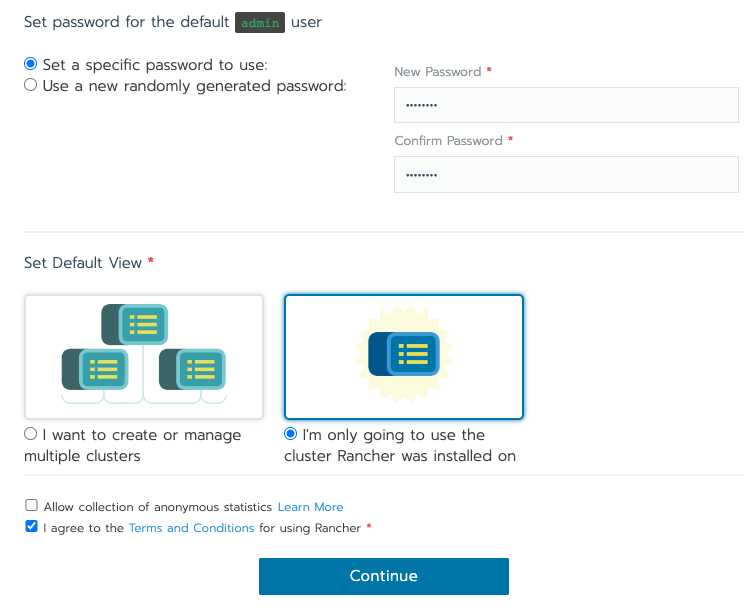 Set password for the default admin user
Set a specific password to use:
Use a new randomly generated password:
New Password *
••••••••
Confirm Password *
••••••••
Set Default View *
I want to create or manage
multiple clusters
I'm only going to use the
cluster Rancher was installed on
Allow collection of anonymous statistics Learn More
I agree to the Terms and Conditions for using Rancher *
Continue